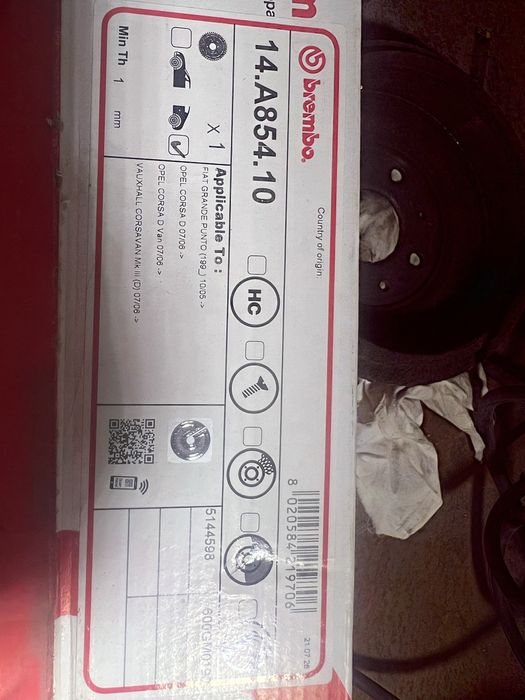 brembo.
Country of origin:
14.A854.10
HC
8 020584 219706
X 1
Applicable To :
FIAT GRANDE PUNTO (199_) 10/05 ->
OPEL CORSA D 07/06 ->
OPEL CORSA D Van 07/06 ->
VAUXHALL CORSAVAN Mk III (D) 07/06 ->
Min Th 1 mm
5144598